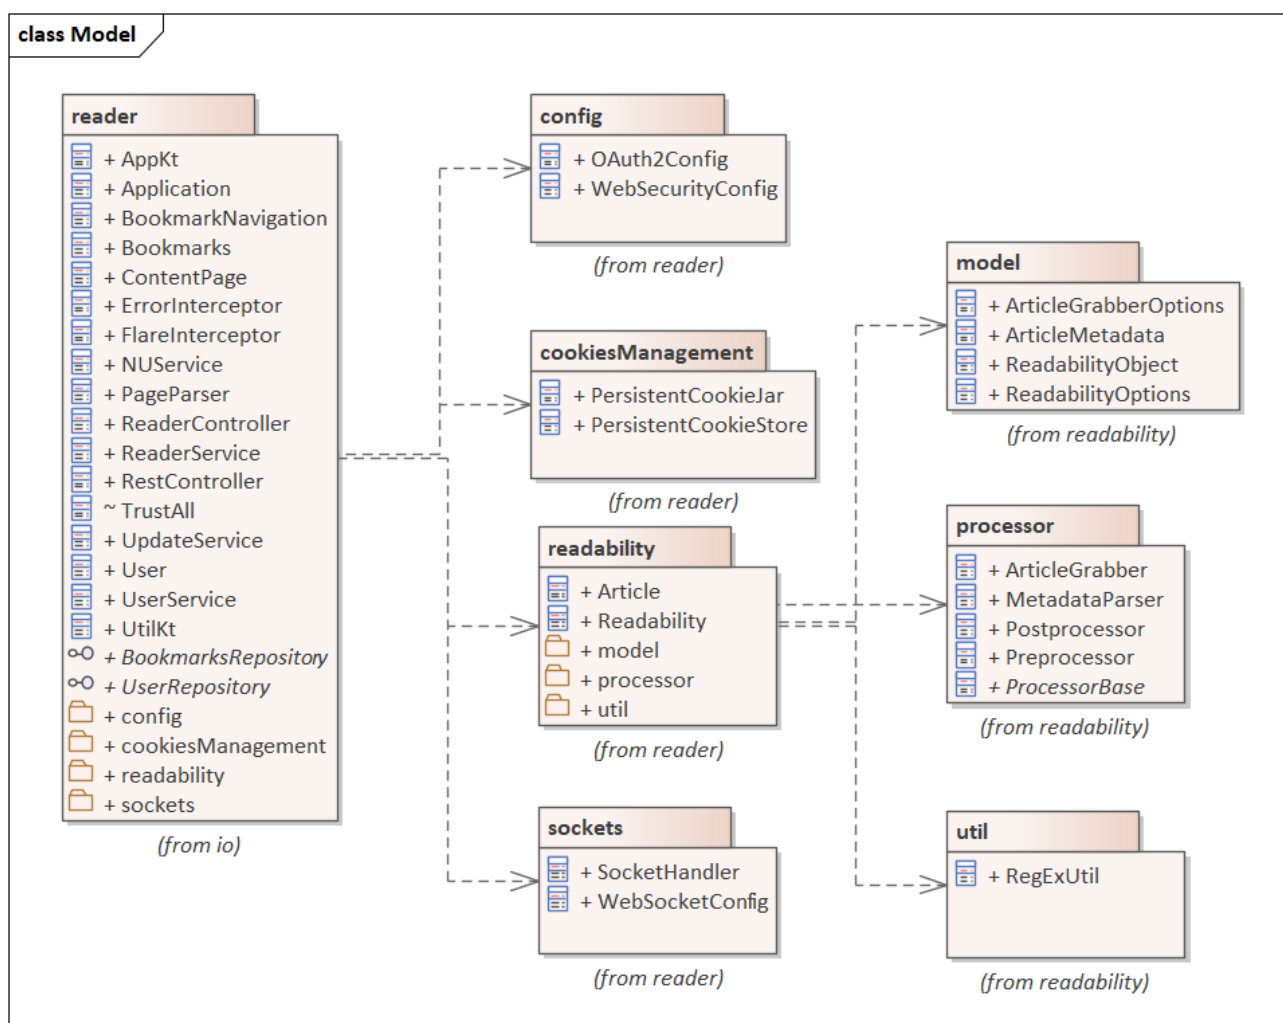 class Model
reader
+ AppKt
+ Application
+ BookmarkNavigation
+ Bookmarks
+ ContentPage
+ ErrorInterceptor
+ FlareInterceptor
+ NUService
+ PageParser
+ ReaderController
+ ReaderService
+ RestController
~ TrustAll
+ UpdateService
+ User
+ UserService
+ UtilKt
+ BookmarksRepository
+ UserRepository
+ config
+ cookiesManagement
+ readability
+ sockets
(from io)
config
+ OAuth2Config
+ WebSecurityConfig
(from reader)
cookiesManagement
+ PersistentCookieJar
+ PersistentCookieStore
(from reader)
readability
+ Article
+ Readability
+ model
+ processor
+ util
(from reader)
sockets
+ SocketHandler
+ WebSocketConfig
(from reader)
model
+ ArticleGrabberOptions
+ ArticleMetadata
+ ReadabilityObject
+ ReadabilityOptions
(from readability)
processor
+ ArticleGrabber
+ MetadataParser
+ Postprocessor
+ Preprocessor
+ ProcessorBase
(from readability)
util
+ RegExUtil
(from readability)